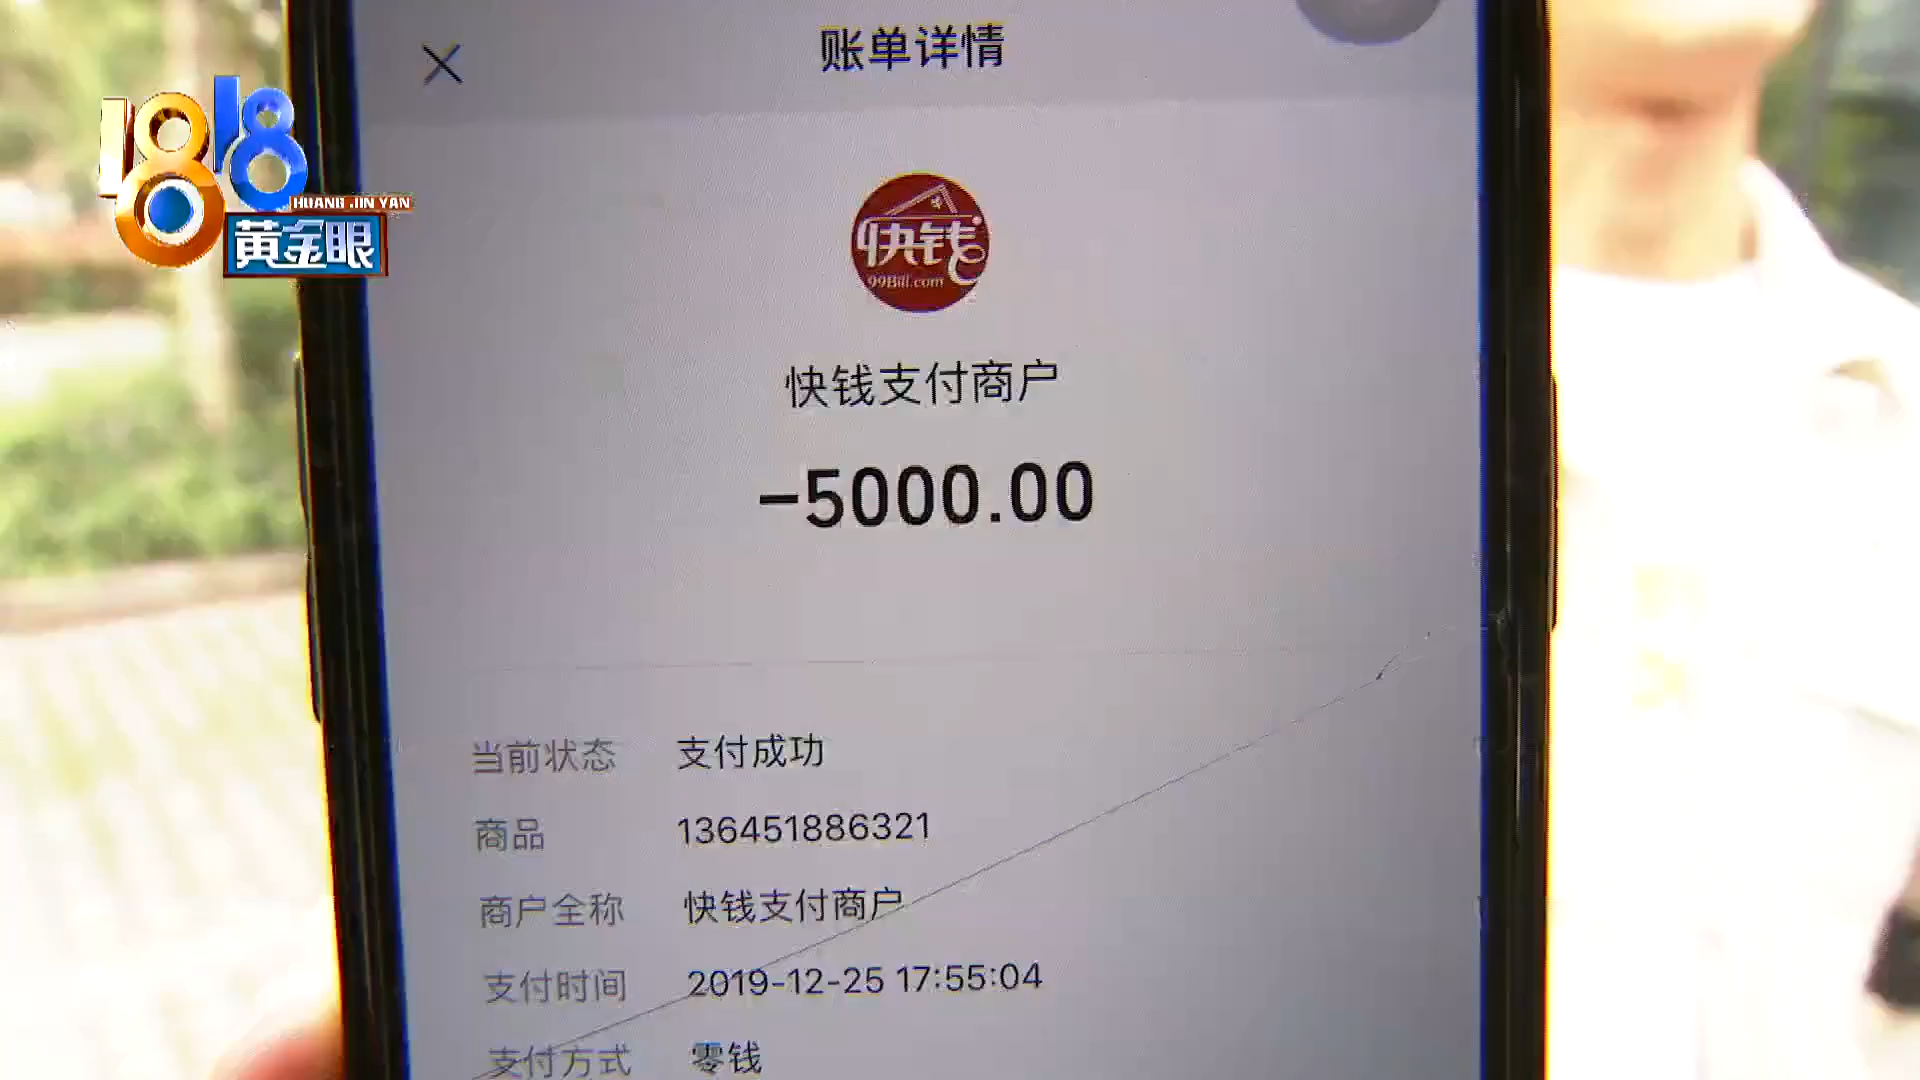 账单详情
1818
HUANG JIN YAN
黄金眼
快钱
99Bill.com
快钱支付商户
-5000.00
当前状态 支付成功
商品 136451886321
商户全称 快钱支付商户
支付时间 2019-12-25 17:55:04
支付方式 零钱